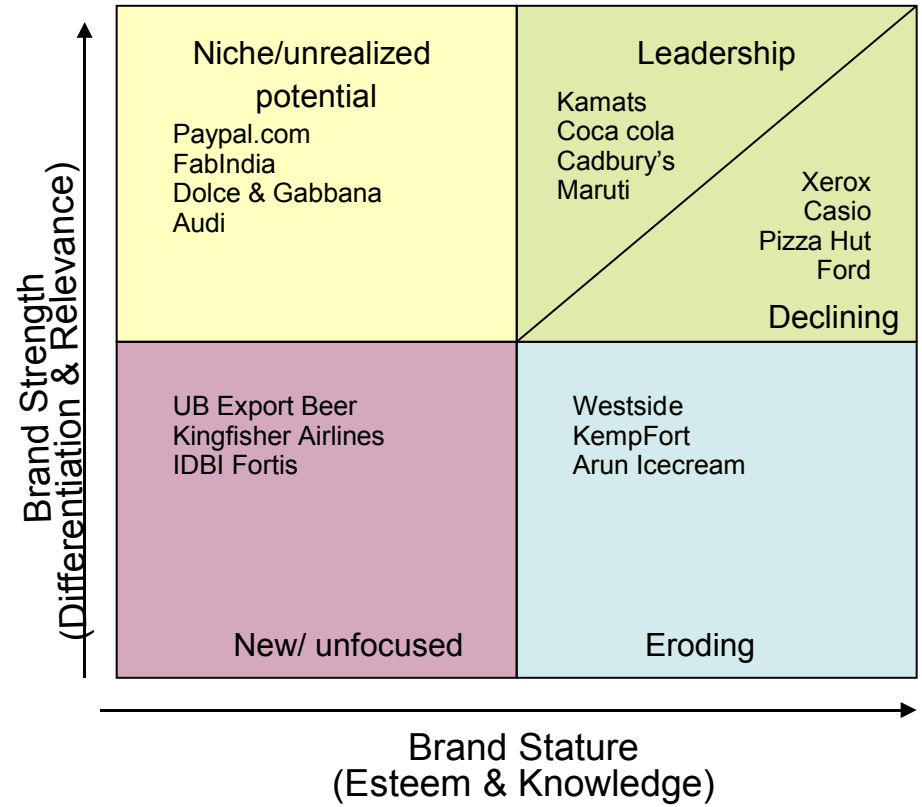 Niche/unrealized
potential
Paypal.com
FabIndia
Dolce & Gabbana
Audi
Leadership
Kamats
Coca cola
Cadbury's
Maruti
Xerox
Casio
Pizza Hut
Ford
Declining
UB Export Beer
Kingfisher Airlines
IDBI Fortis
New/ unfocused
Westside
KempFort
Arun Icecream
Eroding
Brand Strength
(Differentiation & Relevance)
Brand Stature
(Esteem & Knowledge)